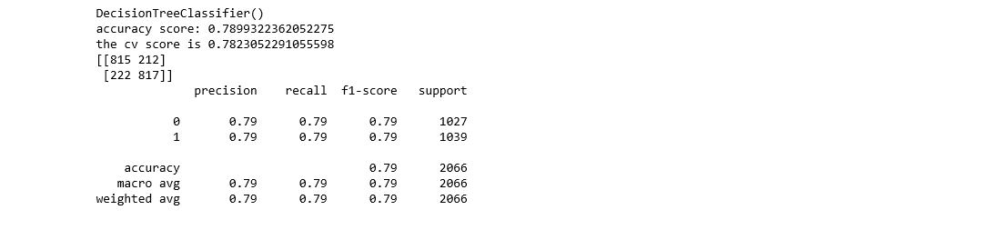 DecisionTreeClassifier()
accuracy score: 0.7899322362052275
the cv score is 0.7823052291055598
[[815 212]
 [222 817]]
precision recall f1-score support
0 0.79 0.79 0.79 1027
1 0.79 0.79 0.79 1039
accuracy 0.79 2066
macro avg 0.79 0.79 0.79 2066
weighted avg 0.79 0.79 0.79 2066